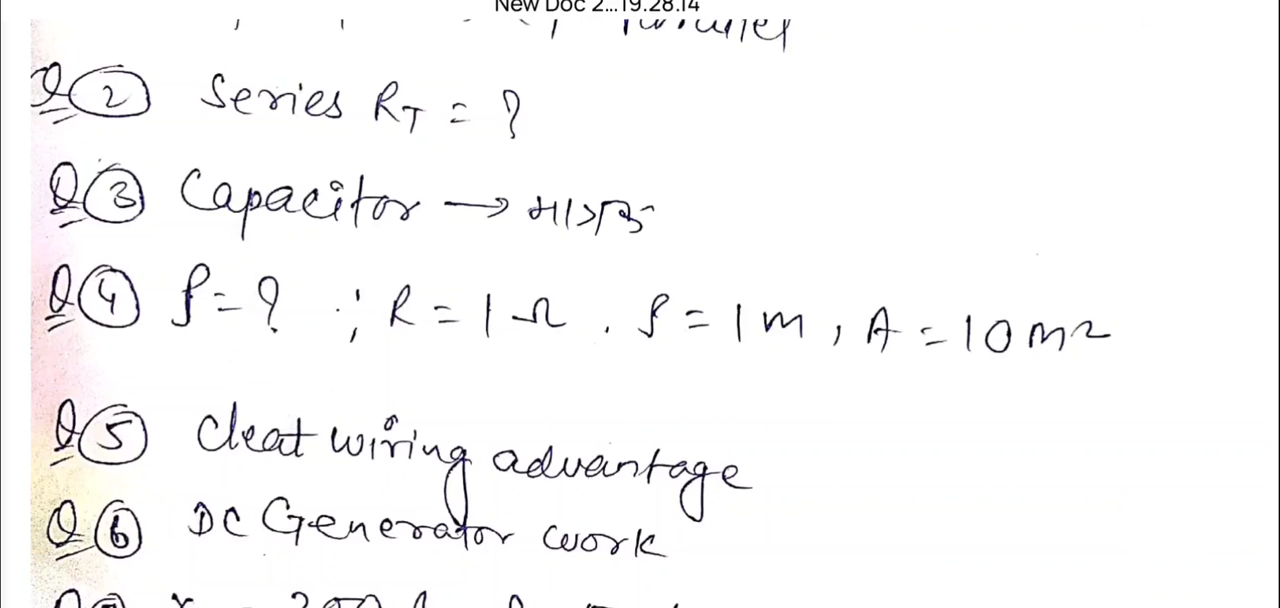 New Doc 2...19.28.14
Q② Series R_T = ?
Q③ Capacitor →
Q④ ρ = ? ; R = 1 Ω . ρ = 1 m , A = 10 m²
Q⑤ cleat wiring advantage
Q⑥ DC Generator work